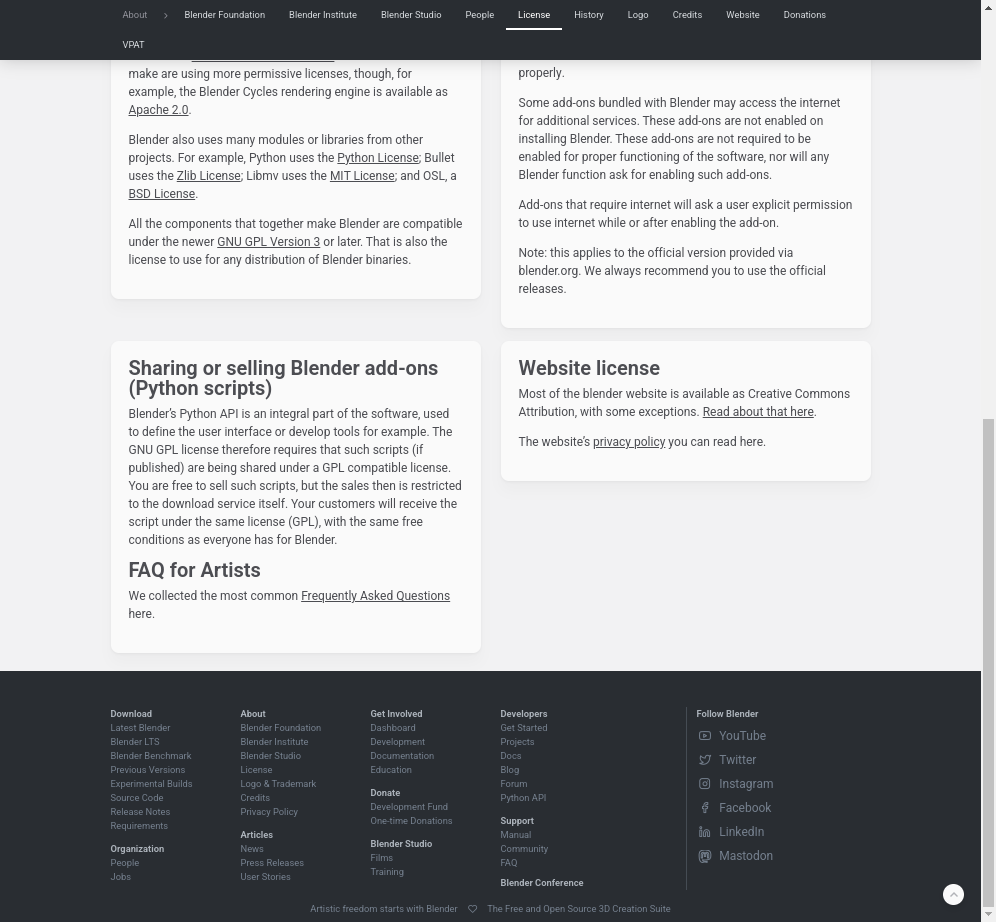 About
Blender Foundation
Blender Institute
Blender Studio
People
License
History
Logo
Credits
Website
Donations
VPAT
make are using more permissive licenses, though, for
example, the Blender Cycles rendering engine is available as
Apache 2.0.
Blender also uses many modules or libraries from other
projects. For example, Python uses the Python License; Bullet
uses the Zlib License; Libmv uses the MIT License; and OSL, a
BSD License.
All the components that together make Blender are compatible
under the newer GNU GPL Version 3 or later. That is also the
license to use for any distribution of Blender binaries.
properly.
Some add-ons bundled with Blender may access the internet
for additional services. These add-ons are not enabled on
installing Blender. These add-ons are not required to be
enabled for proper functioning of the software, nor will any
Blender function ask for enabling such add-ons.
Add-ons that require internet will ask a user explicit permission
to use internet while or after enabling the add-on.
Note: this applies to the official version provided via
blender.org. We always recommend you to use the official
releases.
Sharing or selling Blender add-ons
(Python scripts)
Blender's Python API is an integral part of the software, used
to define the user interface or develop tools for example. The
GNU GPL license therefore requires that such scripts (if
published) are being shared under a GPL compatible license.
You are free to sell such scripts, but the sales then is restricted
to the download service itself. Your customers will receive the
script under the same license (GPL), with the same free
conditions as everyone has for Blender.
FAQ for Artists
We collected the most common Frequently Asked Questions
here.
Website license
Most of the blender website is available as Creative Commons
Attribution, with some exceptions. Read about that here.
The website's privacy policy you can read here.
Download
Latest Blender
Blender LTS
Blender Benchmark
Previous Versions
Experimental Builds
Source Code
Release Notes
Requirements
Organization
People
Jobs
About
Blender Foundation
Blender Institute
Blender Studio
License
Logo & Trademark
Credits
Privacy Policy
Articles
News
Press Releases
User Stories
Get Involved
Dashboard
Development
Documentation
Education
Donate
Development Fund
One-time Donations
Blender Studio
Films
Training
Developers
Get Started
Projects
Docs
Blog
Forum
Python API
Support
Manual
Community
FAQ
Blender Conference
Follow Blender
YouTube
Twitter
Instagram
Facebook
LinkedIn
Mastodon
Artistic freedom starts with Blender
The Free and Open Source 3D Creation Suite